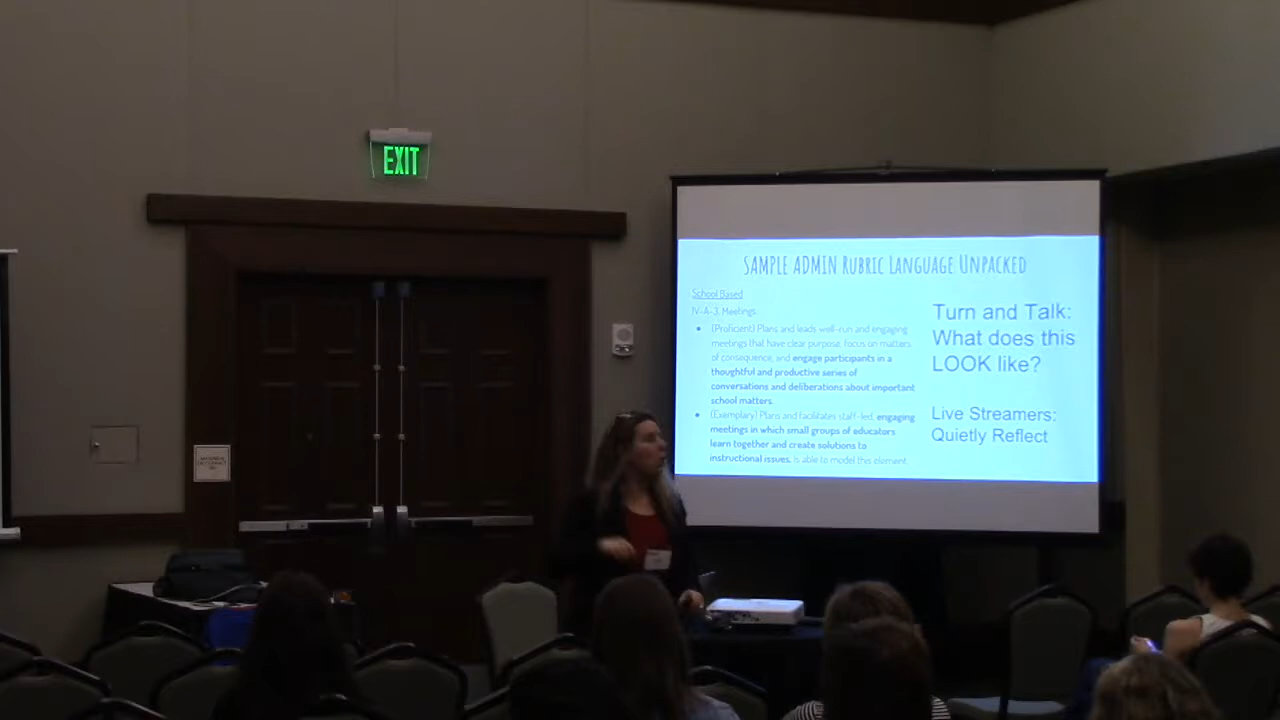 EXIT
SAMPLE ADMIN RUBRIC LANGUAGE UNPACKED
School Based
IV-A-3. Meetings:
• (Proficient) Plans and leads well-run and engaging
meetings that have clear purpose, focus on matters
of consequence, and engage participants in a
thoughtful and productive series of
conversations and deliberations about important
school matters.
• (Exemplary) Plans and facilitates staff-led, engaging
meetings in which small groups of educators
learn together and create solutions to
instructional issues. Is able to model this element.
Turn and Talk:
What does this
LOOK like?
Live Streamers:
Quietly Reflect